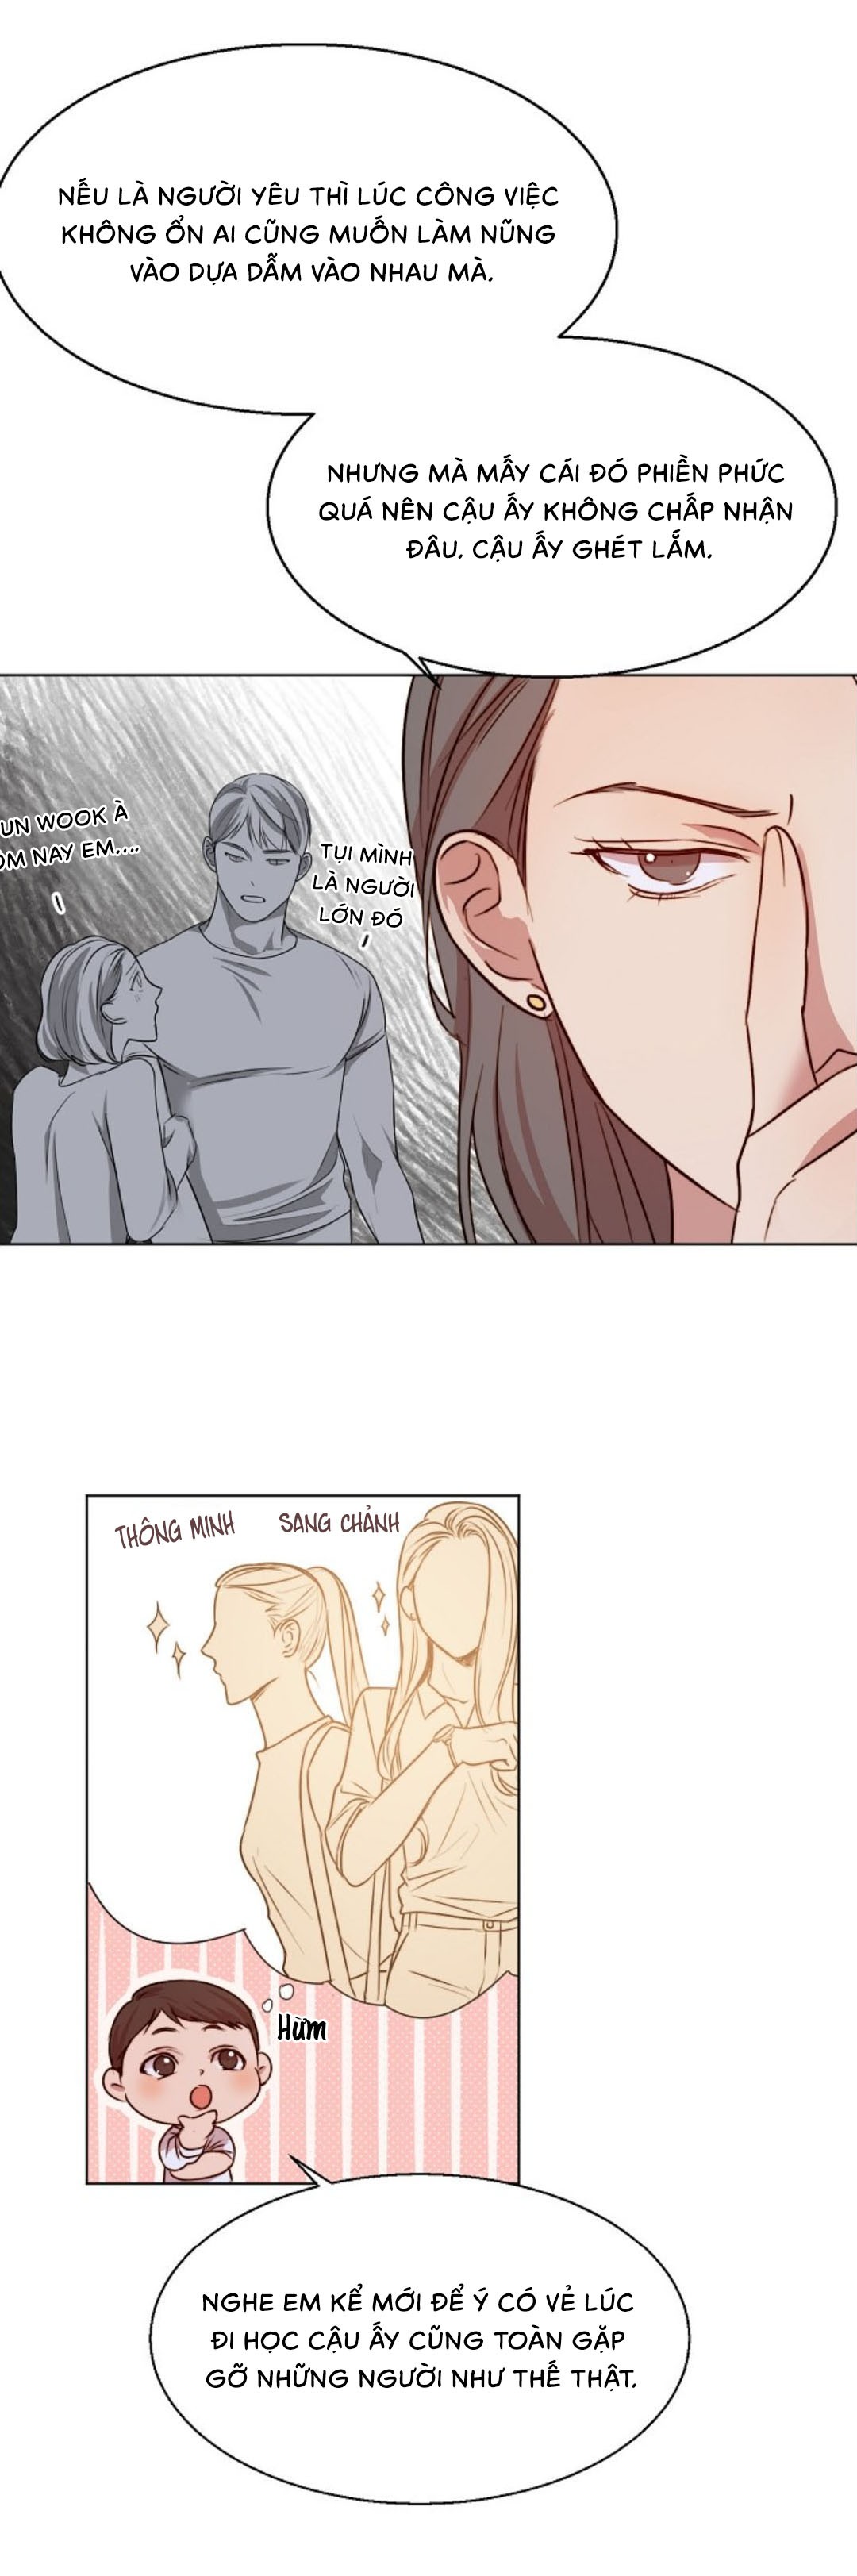 NẾU LÀ NGƯỜI YÊU THÌ LÚC CÔNG VIỆC
KHÔNG ỔN AI CŨNG MUỐN LÀM NŨNG
VÀO DỰA DẪM VÀO NHAU MÀ.
NHƯNG MÀ MẤY CÁI ĐÓ PHIỀN PHỨC
QUÁ NÊN CẬU ẤY KHÔNG CHẤP NHẬN
ĐÂU. CẬU ẤY GHÉT LẮM.
UN WOOK À
ÔM NAY EM....
TỤI MÌNH
LÀ NGƯỜI
LỚN ĐÓ
THÔNG MINH
SANG CHẢNH
HỪM
NGHE EM KỂ MỚI ĐỂ Ý CÓ VẺ LÚC
ĐI HỌC CẬU ẤY CŨNG TOÀN GẶP
GỠ NHỮNG NGƯỜI NHƯ THẾ THẬT.